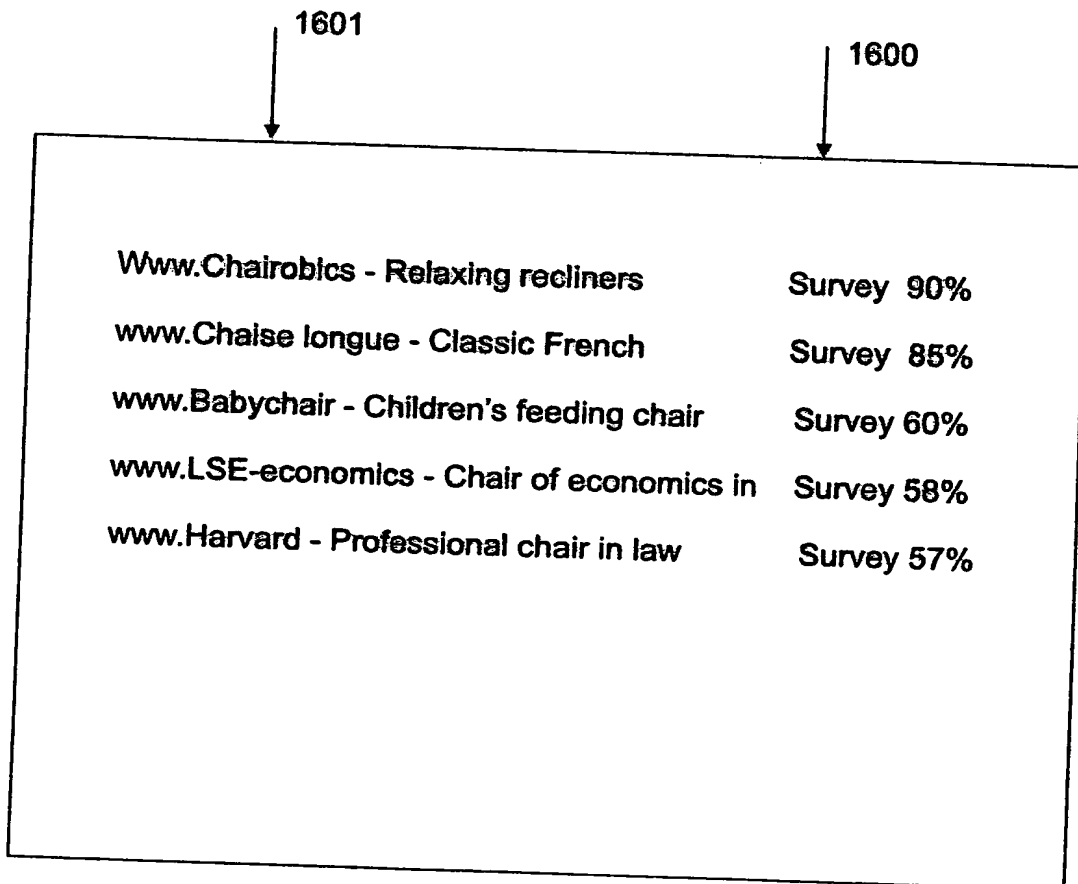 1601
1600
Www.Chairobics - Relaxing recliners Survey 90%
www.Chaise longue - Classic French Survey 85%
www.Babychair - Children's feeding chair Survey 60%
www.LSE-economics - Chair of economics in Survey 58%
www.Harvard - Professional chair in law Survey 57%